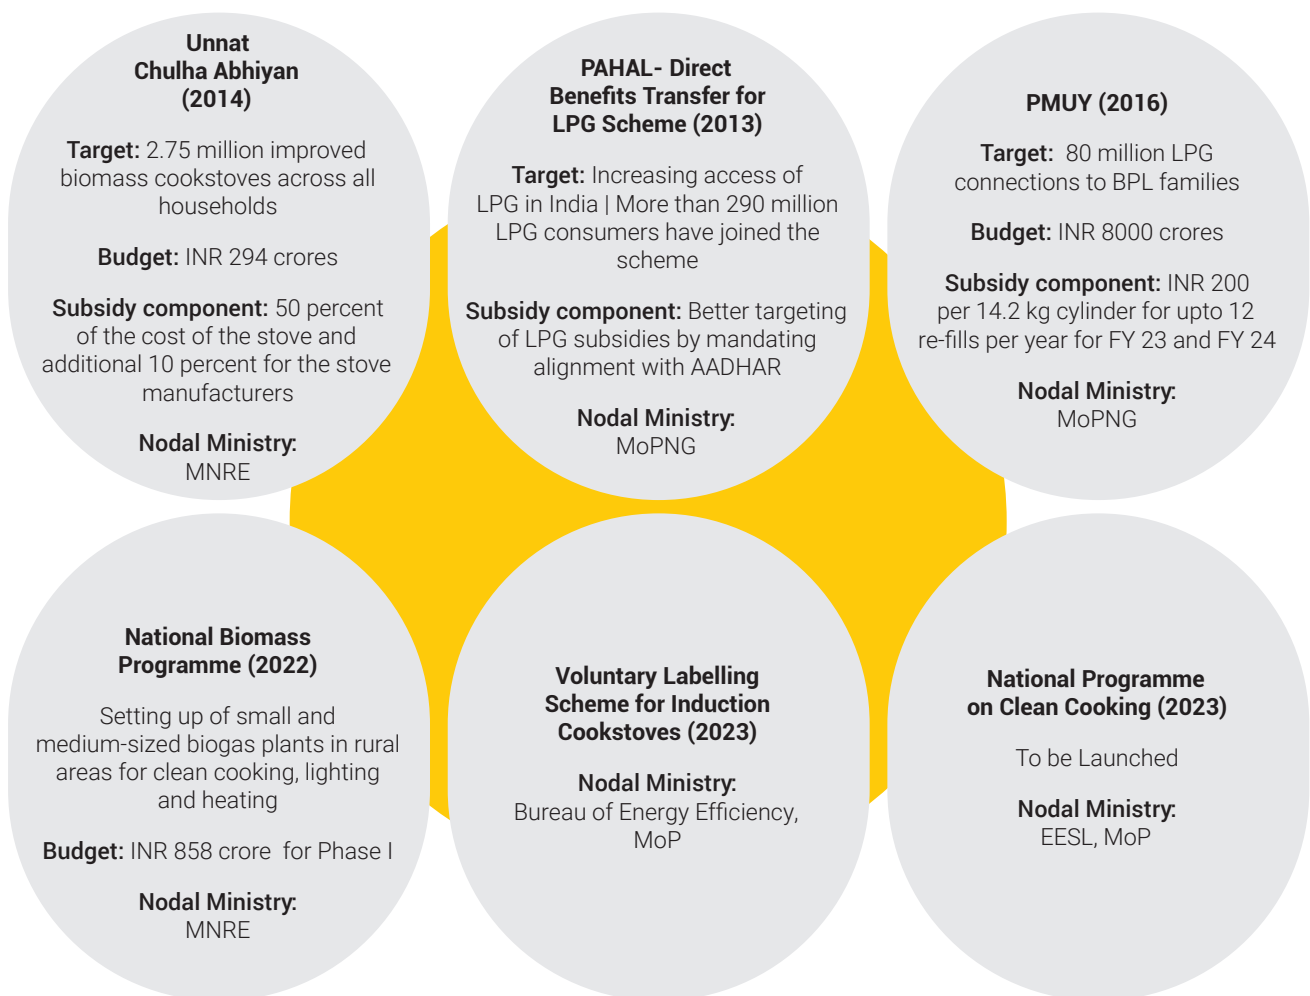 Unnat
Chulha Abhiyan
(2014)
Target: 2.75 million improved
biomass cookstoves across all
households
Budget: INR 294 crores
Subsidy component: 50 percent
of the cost of the stove and
additional 10 percent for the stove
manufacturers
Nodal Ministry:
MNRE
PAHAL- Direct
Benefits Transfer for
LPG Scheme (2013)
Target: Increasing access of
LPG in India | More than 290 million
LPG consumers have joined the
scheme
Subsidy component: Better targeting
of LPG subsidies by mandating
alignment with AADHAR
Nodal Ministry:
MoPNG
PMUY (2016)
Target: 80 million LPG
connections to BPL families
Budget: INR 8000 crores
Subsidy component: INR 200
per 14.2 kg cylinder for upto 12
re-fills per year for FY 23 and FY 24
Nodal Ministry:
MoPNG
National Biomass
Programme (2022)
Setting up of small and
medium-sized biogas plants in rural
areas for clean cooking, lighting
and heating
Budget: INR 858 crore for Phase I
Nodal Ministry:
MNRE
Voluntary Labelling
Scheme for Induction
Cookstoves (2023)
Nodal Ministry:
Bureau of Energy Efficiency,
MoP
National Programme
on Clean Cooking (2023)
To be Launched
Nodal Ministry:
EESL, MoP